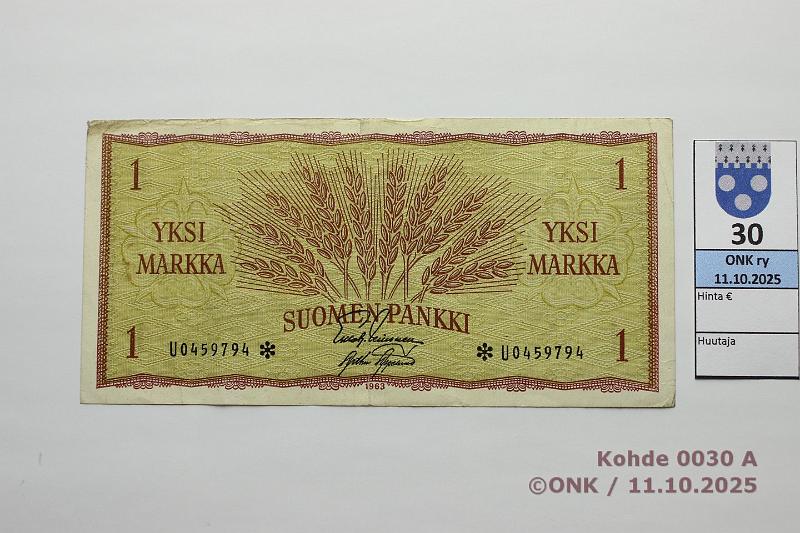 1
1
YKSI
MARKKA
YKSI
MARKKA
SUOMEN PANKKI
1
U0459794 *
* U0459794
1
1963
30
ONK ry
11.10.2025
Hinta €
Huutaja
Kohde 0030 A
©ONK / 11.10.2025